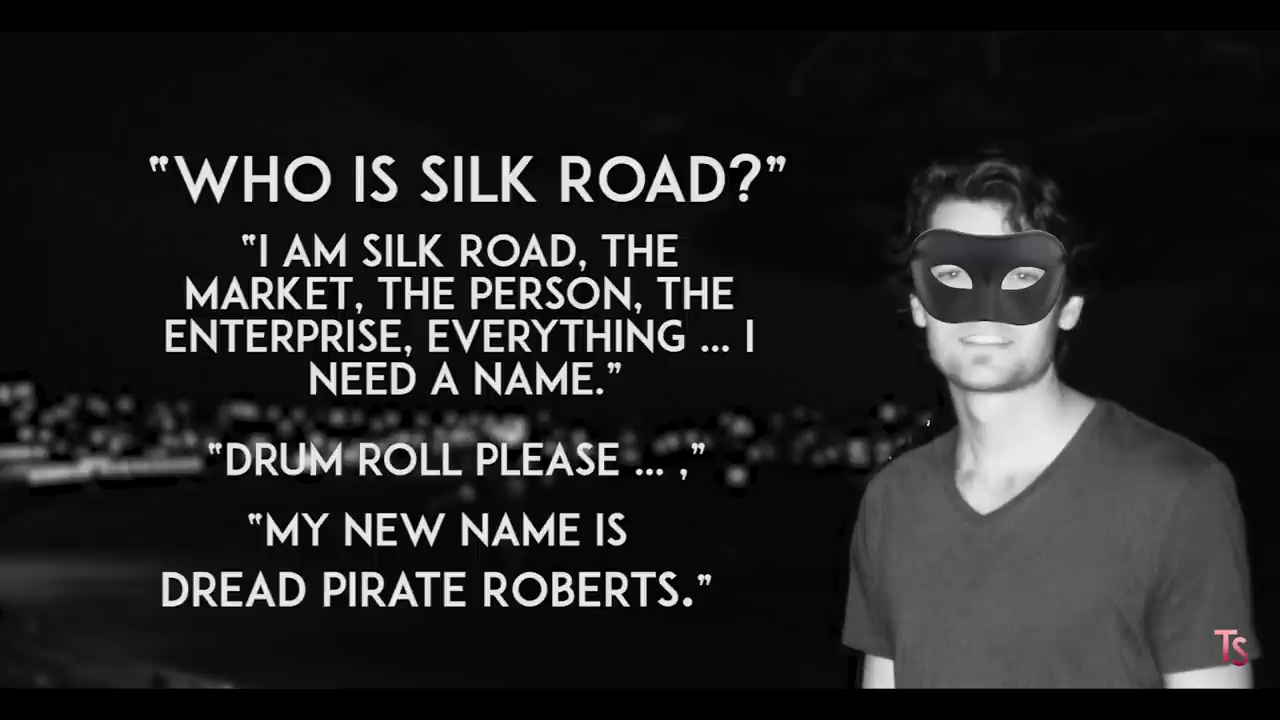 “WHO IS SILK ROAD?”
“I AM SILK ROAD, THE
MARKET, THE PERSON, THE
ENTERPRISE, EVERYTHING ... I
NEED A NAME.”
“DRUM ROLL PLEASE ... ,”
“MY NEW NAME IS
DREAD PIRATE ROBERTS.”
TS